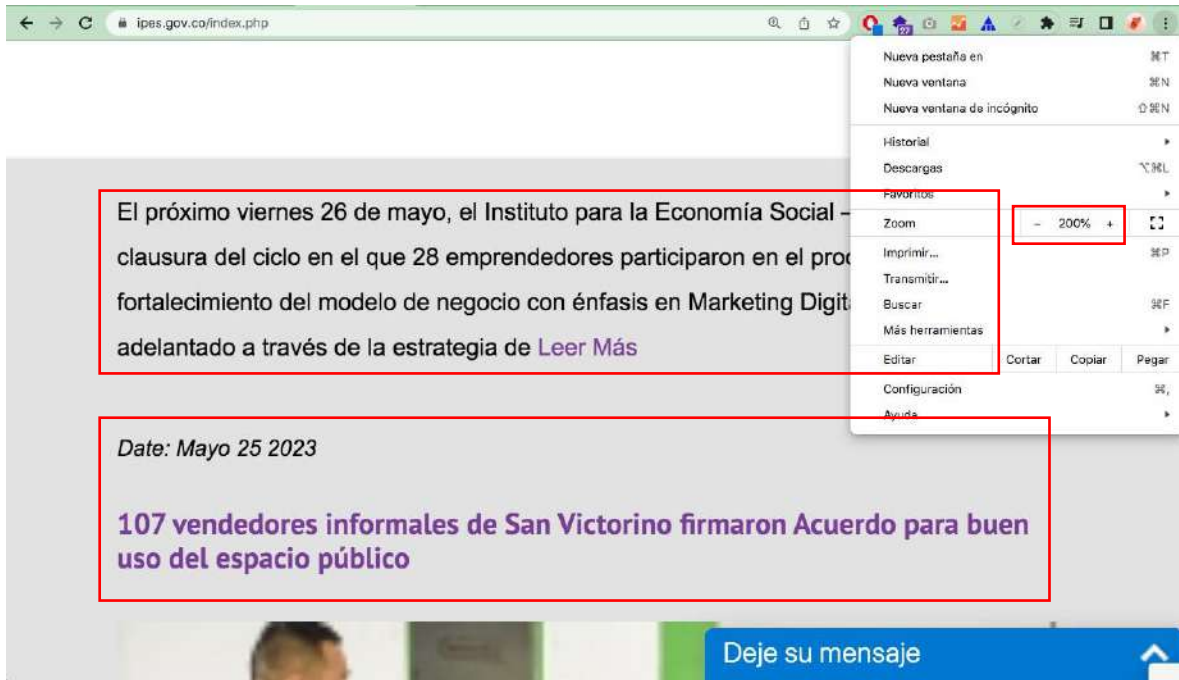 ipes.gov.co/index.php
27
Nueva pestaña en ⌘T
Nueva ventana ⌘N
Nueva ventana de incógnito ⇧⌘N
Historial
Descargas ⌥⌘L
Favoritos
Zoom - 200% +
Imprimir... ⌘P
Transmitir...
Buscar ⌘F
Más herramientas
Editar Cortar Copiar Pegar
Configuración ⌘,
Ayuda
El próximo viernes 26 de mayo, el Instituto para la Economía Social –
clausura del ciclo en el que 28 emprendedores participaron en el
fortalecimiento del modelo de negocio con énfasis en Marketing
adelantado a través de la estrategia de Leer Más
Date: Mayo 25 2023
107 vendedores informales de San Victorino firmaron Acuerdo para buen
uso del espacio público
Deje su mensaje